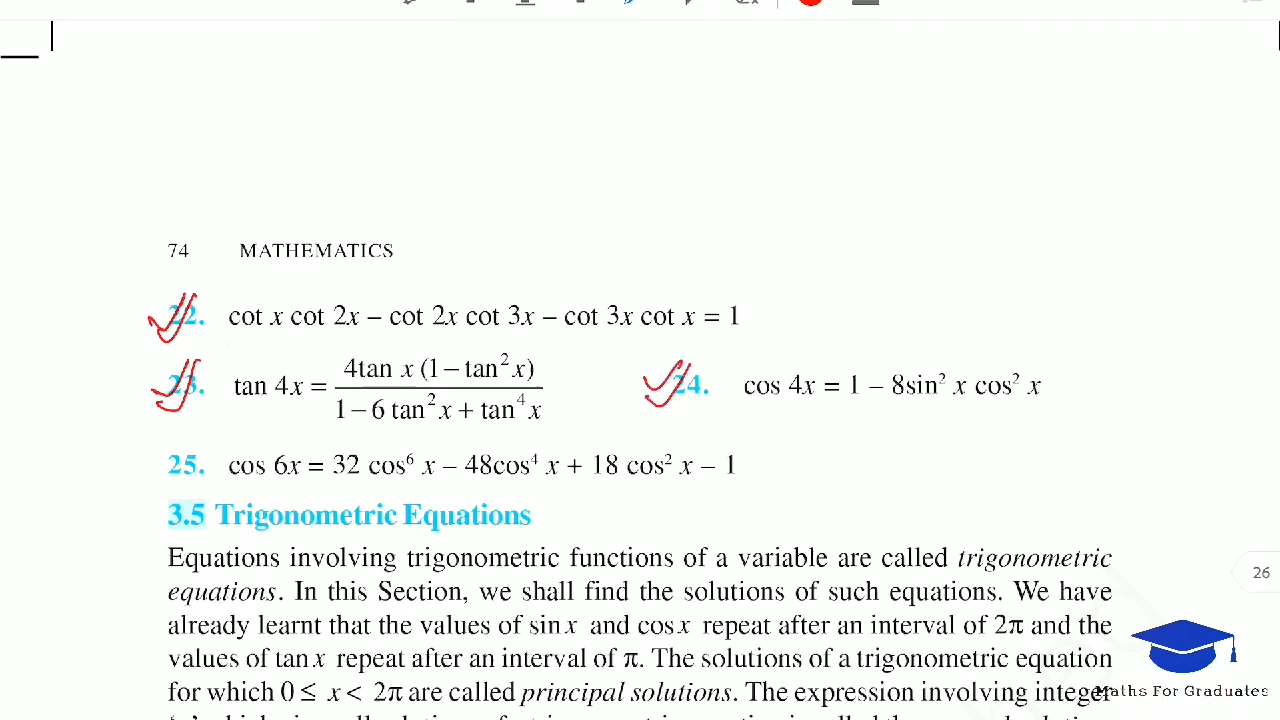 74 MATHEMATICS
22. cot x cot 2x – cot 2x cot 3x – cot 3x cot x = 1
23. tan 4x = 4tan x (1 – tan² x) / 1 – 6 tan² x + tan⁴ x 24. cos 4x = 1 – 8sin² x cos² x
25. cos 6x = 32 cos⁶ x – 48cos⁴ x + 18 cos² x – 1
3.5 Trigonometric Equations
Equations involving trigonometric functions of a variable are called trigonometric
equations. In this Section, we shall find the solutions of such equations. We have
already learnt that the values of sin x and cos x repeat after an interval of 2π and the
values of tan x repeat after an interval of π. The solutions of a trigonometric equation
for which 0 ≤ x < 2π are called principal solutions. The expression involving integer
26
Maths For Graduates